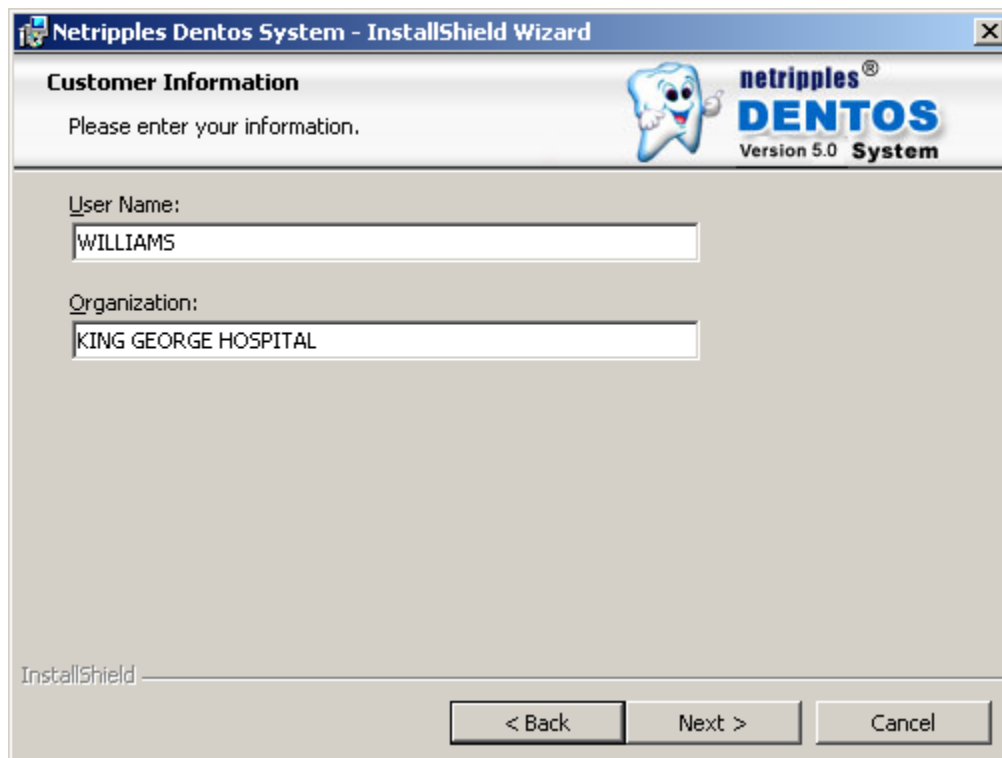 Netripples Dentos System - InstallShield Wizard
Customer Information
Please enter your information.
netripples®
DENTOS
Version 5.0 System
User Name:
WILLIAMS
Organization:
KING GEORGE HOSPITAL
InstallShield
< Back Next > Cancel